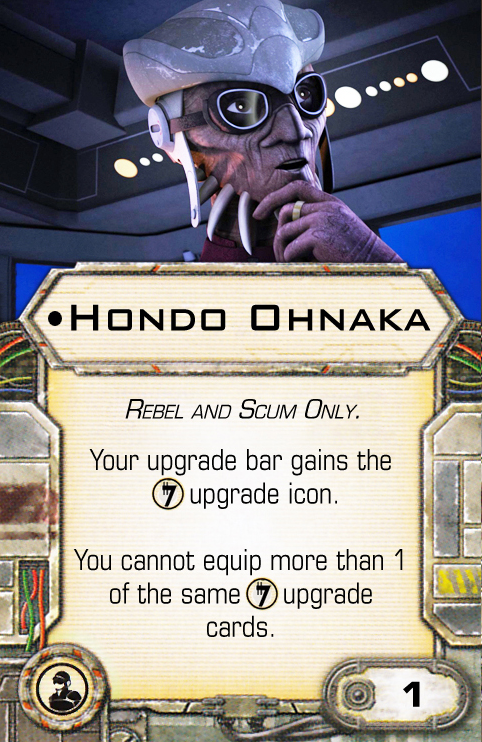 •Hondo Ohnaka
Rebel and Scum Only.
Your upgrade bar gains the
upgrade icon.
You cannot equip more than 1
of the same upgrade
cards.
1